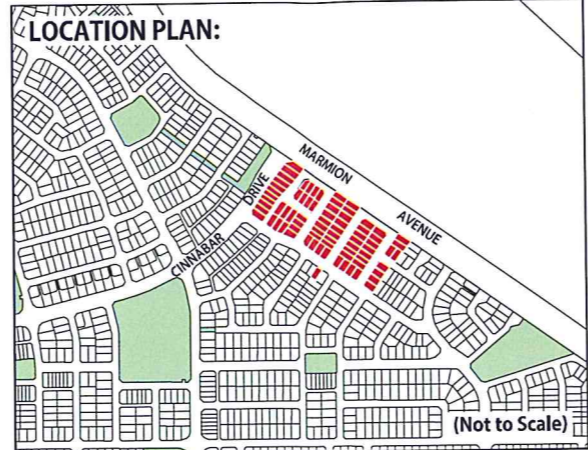 LOCATION PLAN:
MARMION
AVENUE
DRIVE
CINNABAR
(Not to Scale)